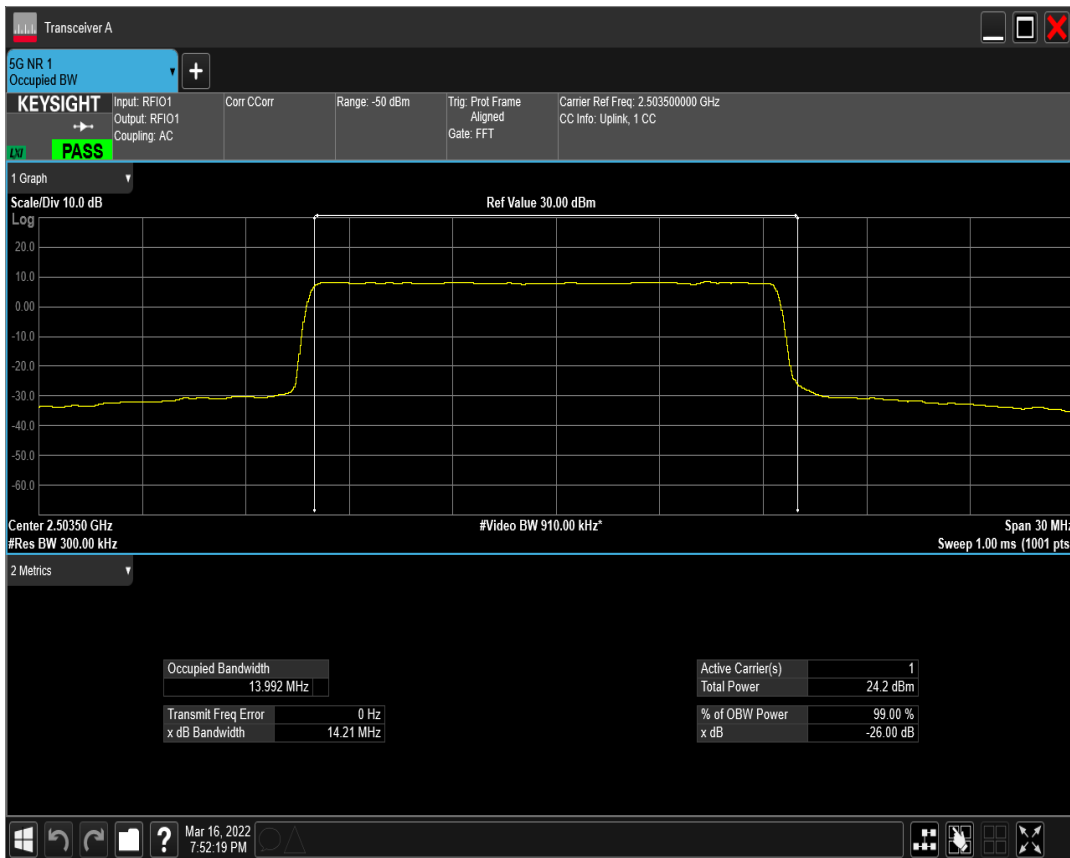 Transceiver A
5G NR 1
Occupied BW
KEYSIGHT
LXI
PASS
Input: RFIO1
Output: RFIO1
Coupling: AC
Corr CCorr
Range: -50 dBm
Trig: Prot Frame
Aligned
Gate: FFT
Carrier Ref Freq: 2.503500000 GHz
CC Info: Uplink, 1 CC
1 Graph
Scale/Div 10.0 dB
Ref Value 30.00 dBm
Log
20.0
10.0
0.00
-10.0
-20.0
-30.0
-40.0
-50.0
-60.0
Center 2.50350 GHz
#Video BW 910.00 kHz*
Span 30 MHz
#Res BW 300.00 kHz
Sweep 1.00 ms (1001 pts
2 Metrics
Occupied Bandwidth
13.992 MHz
Transmit Freq Error 0 Hz
x dB Bandwidth 14.21 MHz
Active Carrier(s) 1
Total Power 24.2 dBm
% of OBW Power 99.00 %
x dB -26.00 dB
?
Mar 16, 2022
7:52:19 PM